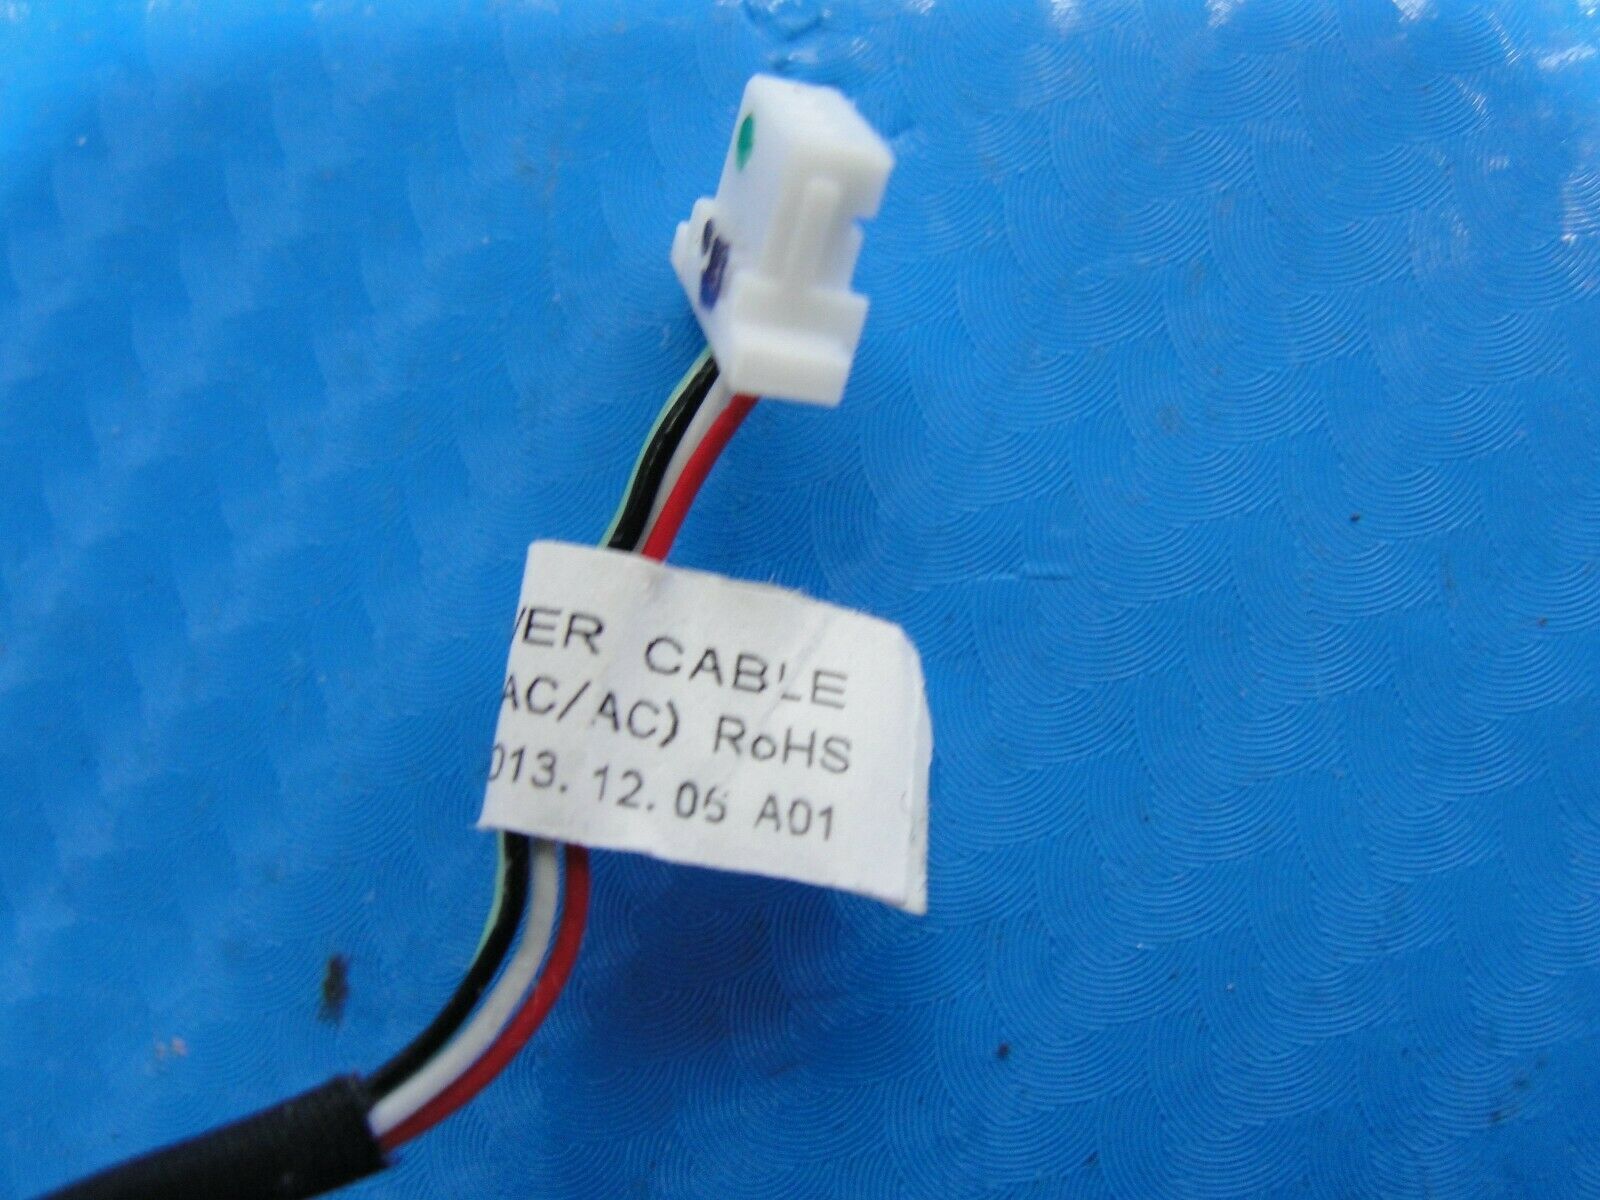 VER CABLE
AC/AC) RoHS
013.12.05 A01